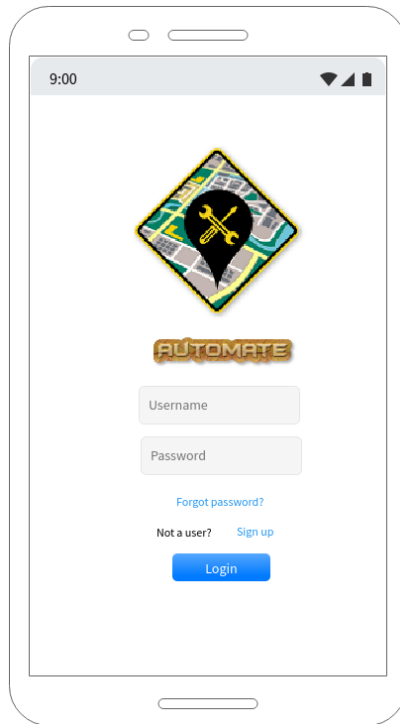 9:00
AUTOMATE
Username
Password
Forgot password?
Not a user? Sign up
Login